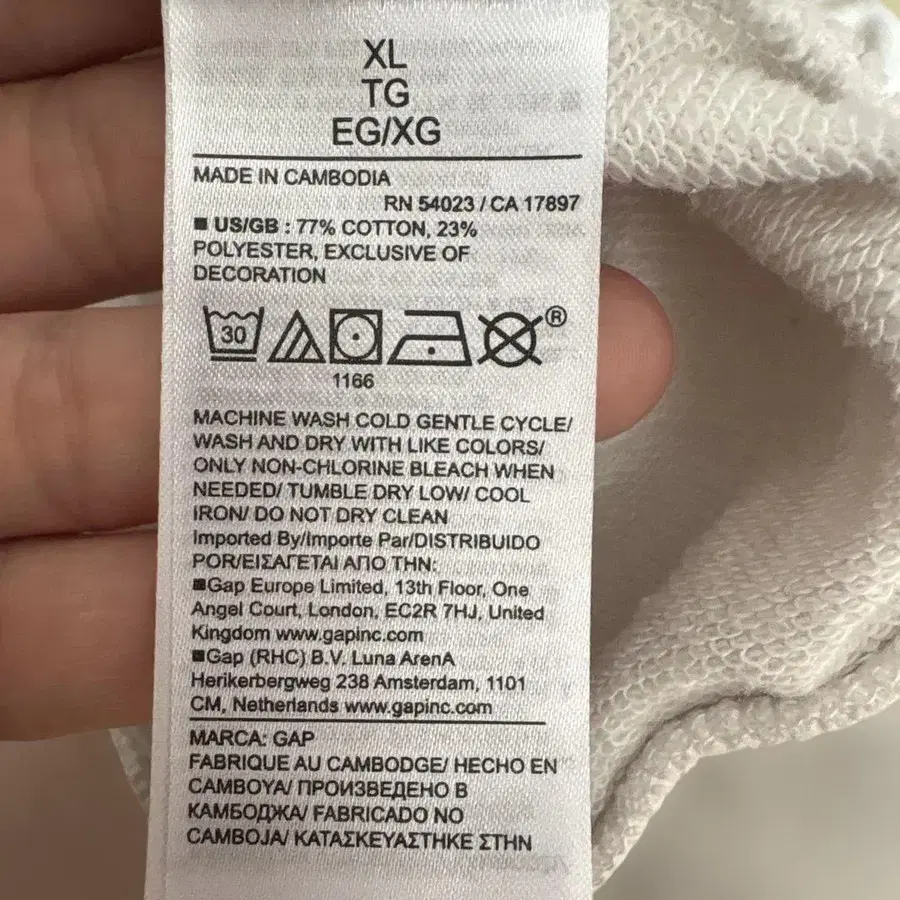 XL
TG
EG/XG
MADE IN CAMBODIA
RN 54023 / CA 17897
■ US/GB : 77% COTTON, 23%
POLYESTER, EXCLUSIVE OF
DECORATION
30
®
1166
MACHINE WASH COLD GENTLE CYCLE/
WASH AND DRY WITH LIKE COLORS/
ONLY NON-CHLORINE BLEACH WHEN
NEEDED/ TUMBLE DRY LOW/ COOL
IRON/ DO NOT DRY CLEAN
Imported By/Importe Par/DISTRIBUIDO
POR/ΕΙΣΑΓΕΤΑΙ ΑΠΟ ΤΗΝ:
■Gap Europe Limited, 13th Floor, One
Angel Court, London, EC2R 7HJ, United
Kingdom www.gapinc.com
■Gap (RHC) B.V. Luna ArenA
Herikerbergweg 238 Amsterdam, 1101
CM, Netherlands www.gapinc.com
MARCA: GAP
FABRIQUE AU CAMBODGE/ HECHO EN
CAMBOYA/ ПРОИЗВЕДЕНО В
КАМБОДЖА/ FABRICADO NO
CAMBOJA/ ΚΑΤΑΣΚΕΥΑΣΤΗΚΕ ΣΤΗΝ